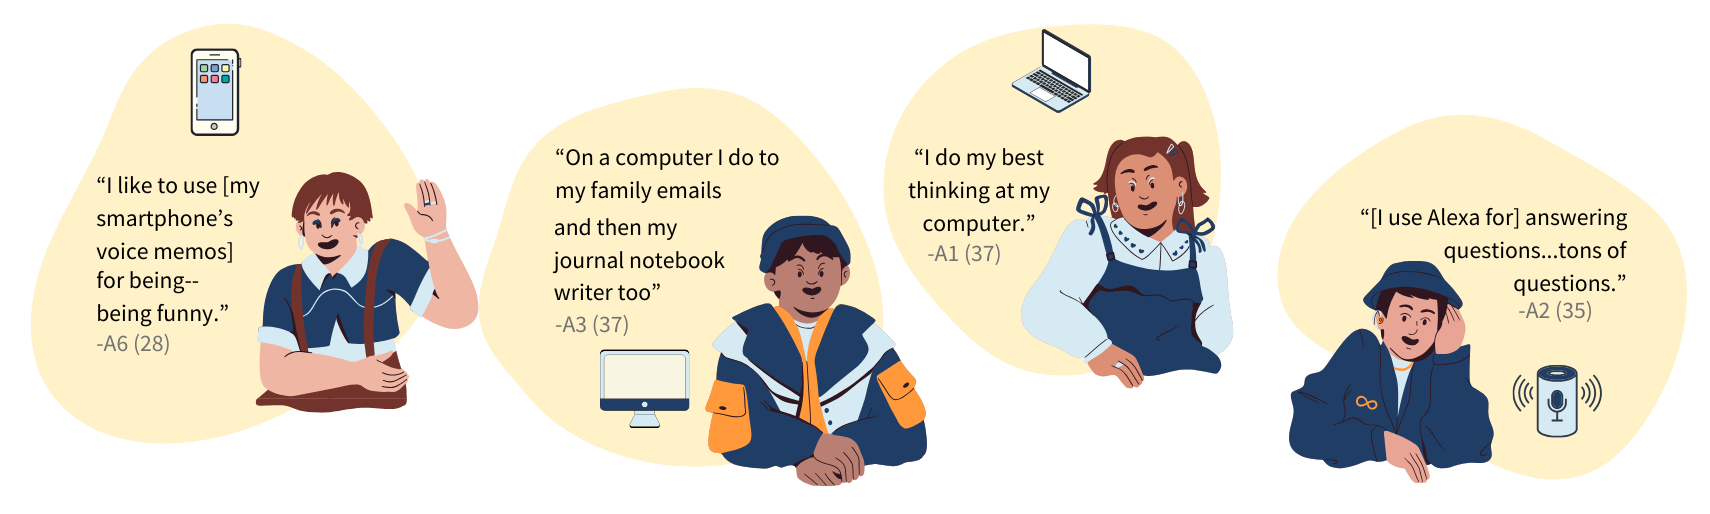 “I like to use [my
smartphone’s
voice memos]
for being--
being funny.”
-A6 (28)
“On a computer I do to
my family emails
and then my
journal notebook
writer too”
-A3 (37)
“I do my best
thinking at my
computer.”
-A1 (37)
“[I use Alexa for] answering
questions...tons of
questions.”
-A2 (35)